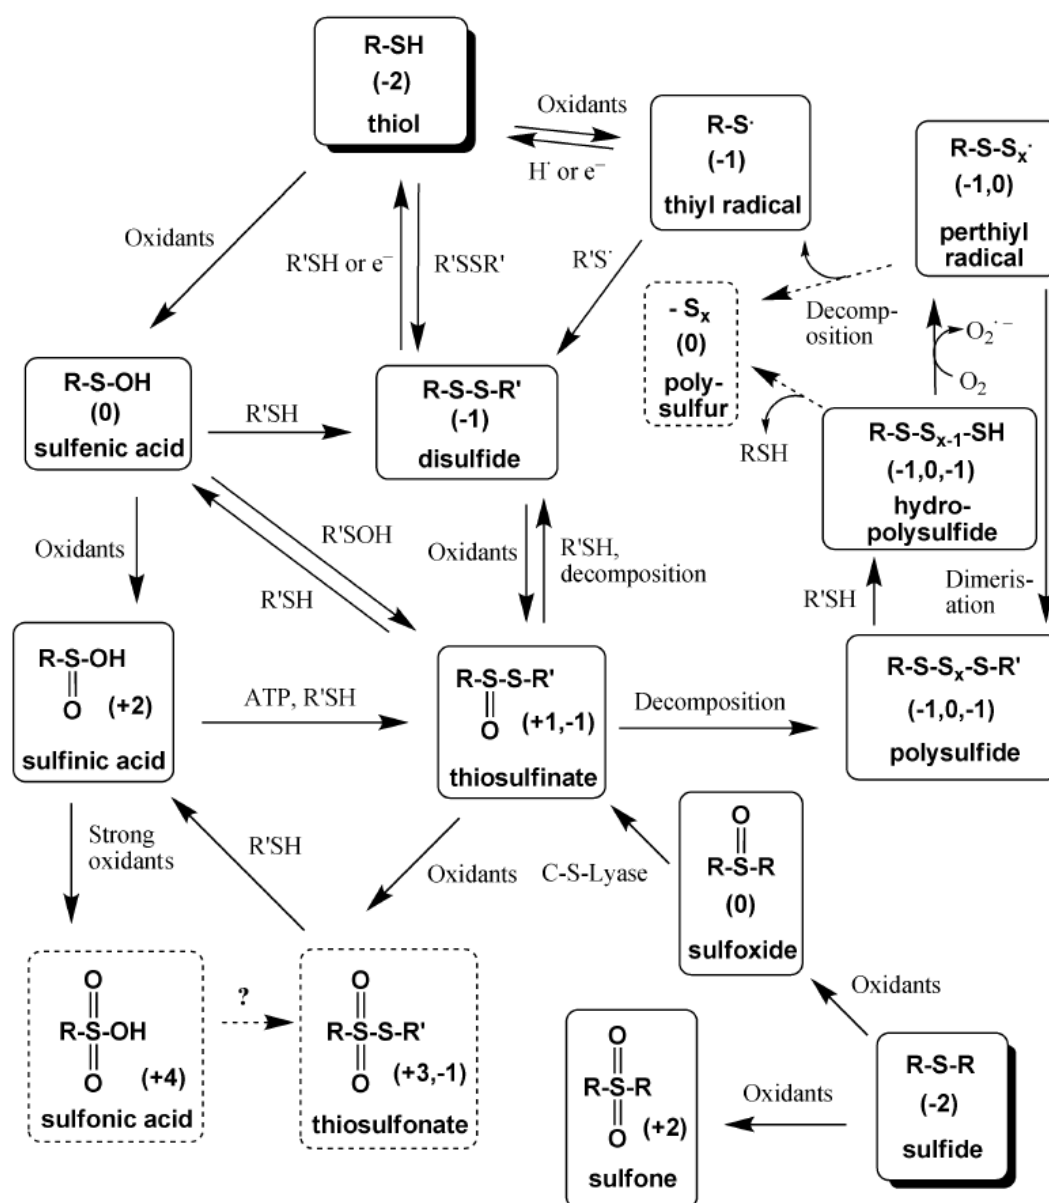 R-SH
(-2)
thiol
Oxidants
H· or e⁻
R-S·
(-1)
thiyl radical
R-S-Sₓ·
(-1,0)
perthiyl
radical
Oxidants
R'SH or e⁻
R'SSR'
R'S·
Decomp-
osition
- Sₓ
(0)
poly-
sulfur
O₂·⁻
O₂
R-S-OH
(0)
sulfenic acid
R'SH
R-S-S-R'
(-1)
disulfide
RSH
R-S-Sₓ₋₁-SH
(-1,0,-1)
hydro-
polysulfide
Oxidants
R'SOH
R'SH
Oxidants
R'SH,
decomposition
R'SH
Dimeris-
ation
R-S-OH
O
(+2)
sulfinic acid
ATP, R'SH
R-S-S-R'
O
(+1,-1)
thiosulfinate
Decomposition
R-S-Sₓ-S-R'
(-1,0,-1)
polysulfide
Strong
oxidants
R'SH
Oxidants
C-S-Lyase
O
R-S-R
(0)
sulfoxide
O
R-S-OH
O
(+4)
sulfonic acid
?
O
R-S-S-R'
O
(+3,-1)
thiosulfonate
Oxidants
O
R-S-R
O
(+2)
sulfone
Oxidants
R-S-R
(-2)
sulfide